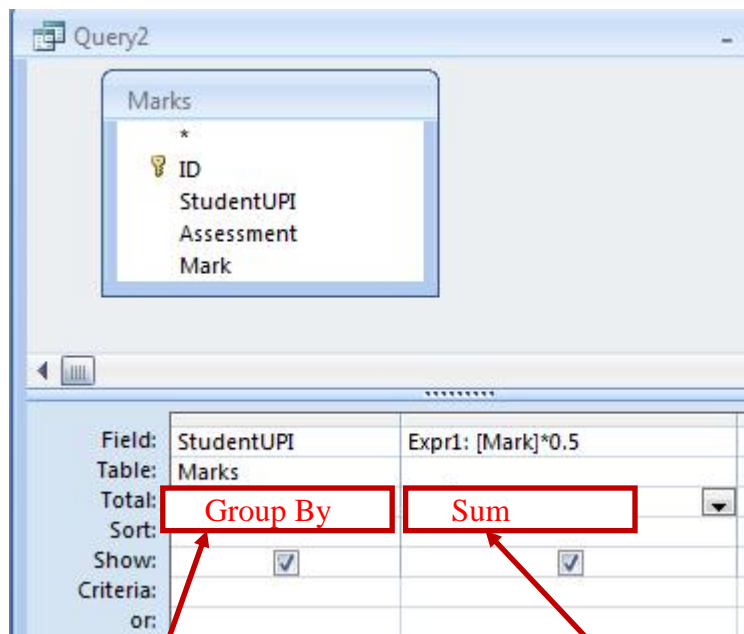 Query2
Marks
*
ID
StudentUPI
Assessment
Mark
Field: StudentUPI Expr1: [Mark]*0.5
Table: Marks
Total: Group By Sum
Sort:
Show:
Criteria:
or: